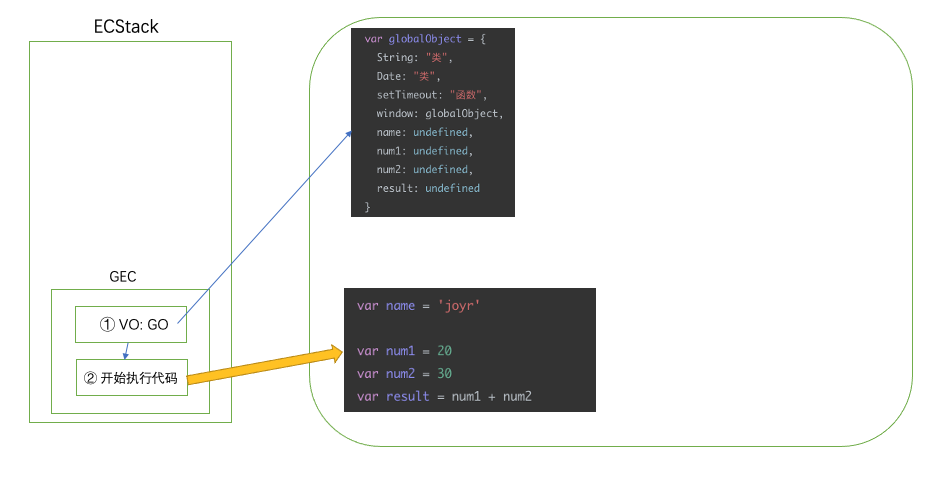 ECStack
GEC
① VO: GO
② 开始执行代码
var globalObject = {
String: "类",
Date: "类",
setTimeout: "函数",
window: globalObject,
name: undefined,
num1: undefined,
num2: undefined,
result: undefined
}
var name = 'joyr'
var num1 = 20
var num2 = 30
var result = num1 + num2